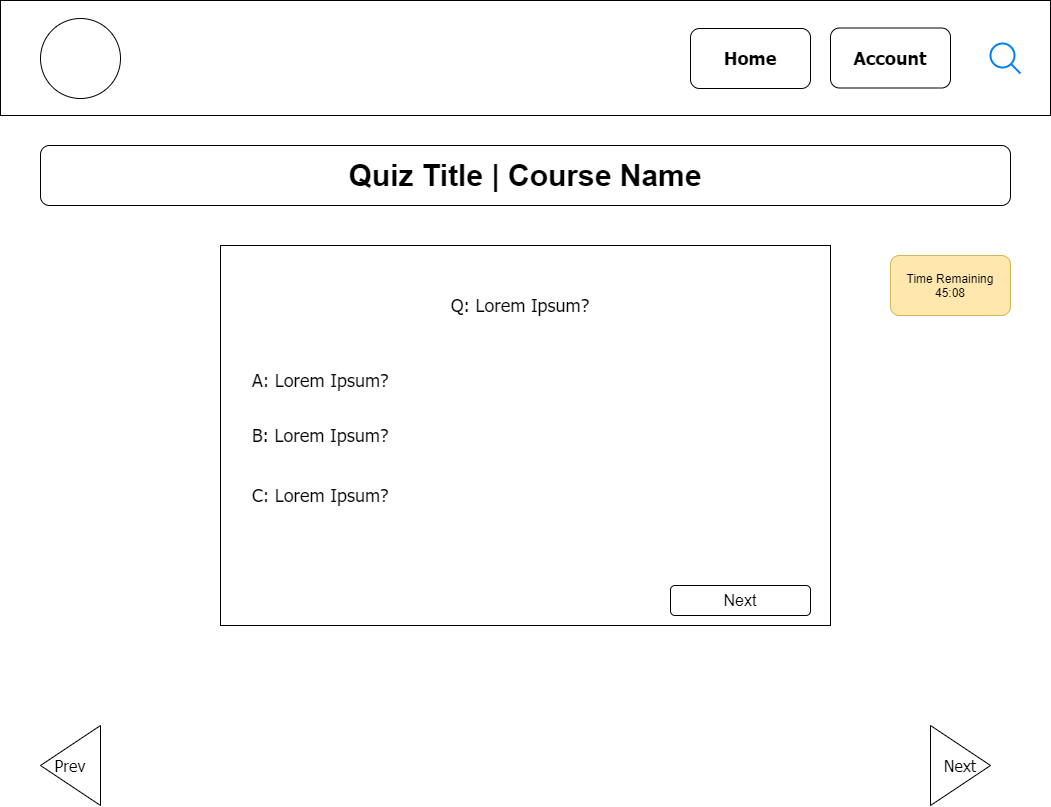 Home
Account
Quiz Title | Course Name
Time Remaining
45:08
Q: Lorem Ipsum?
A: Lorem Ipsum?
B: Lorem Ipsum?
C: Lorem Ipsum?
Next
Prev
Next